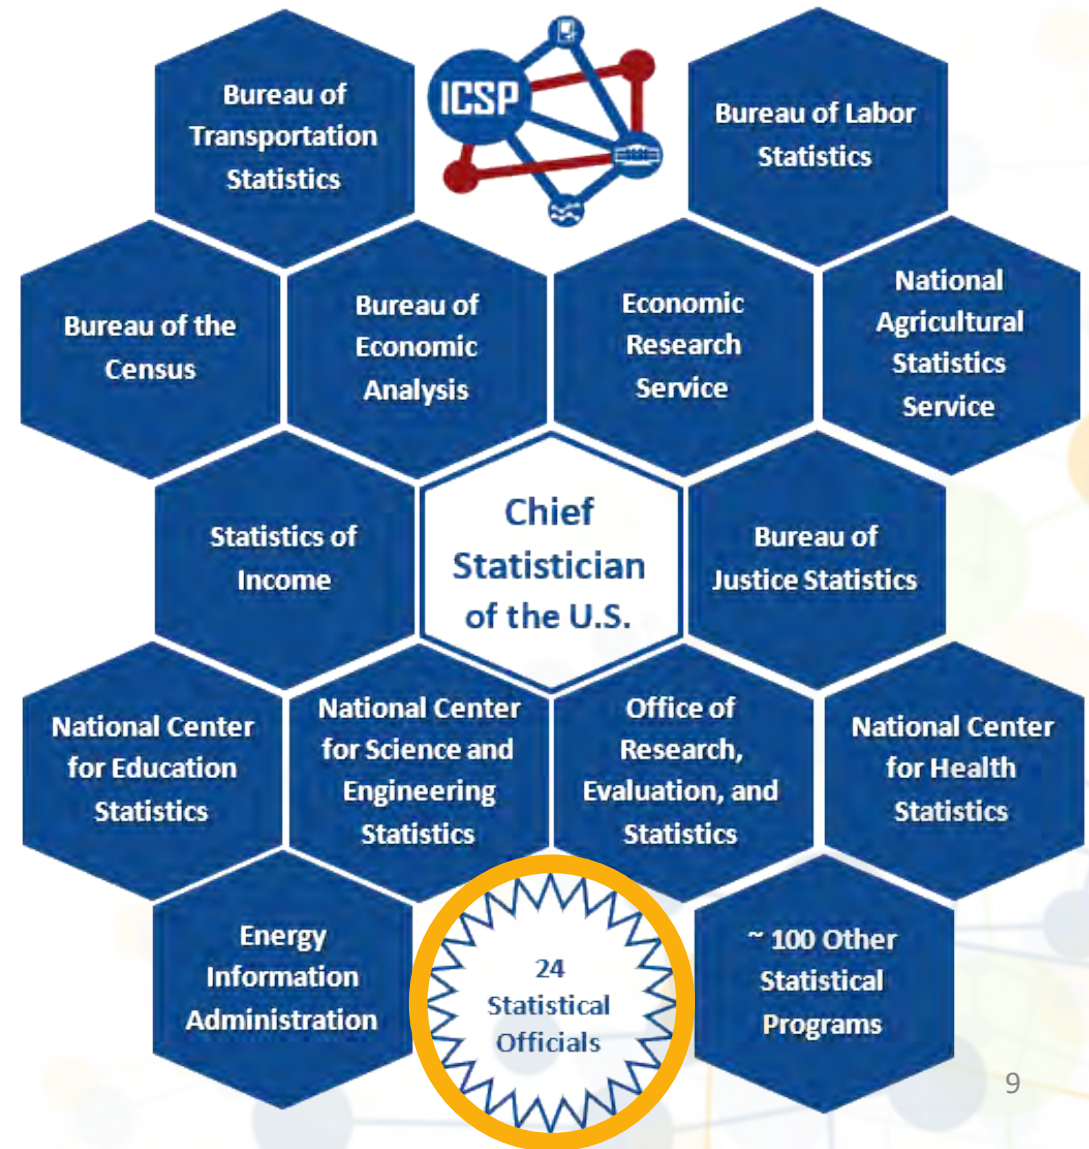 Bureau of
Transportation
Statistics
ICSP
Bureau of Labor
Statistics
Bureau of the
Census
Bureau of
Economic
Analysis
Economic
Research
Service
National
Agricultural
Statistics
Service
Statistics of
Income
Chief
Statistician
of the U.S.
Bureau of
Justice Statistics
National Center
for Education
Statistics
National Center
for Science and
Engineering
Statistics
Office of
Research,
Evaluation, and
Statistics
National Center
for Health
Statistics
Energy
Information
Administration
24
Statistical
Officials
~ 100 Other
Statistical
Programs
9